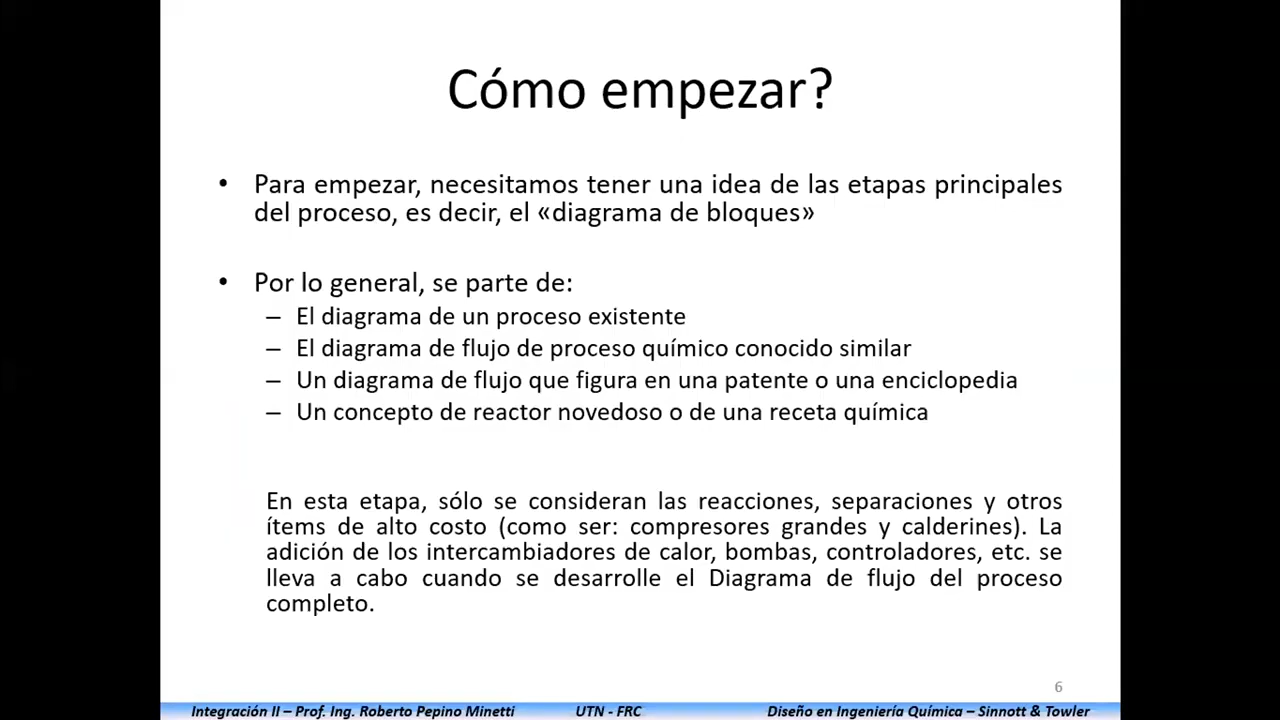 Cómo empezar?
• Para empezar, necesitamos tener una idea de las etapas principales
del proceso, es decir, el «diagrama de bloques»
• Por lo general, se parte de:
– El diagrama de un proceso existente
– El diagrama de flujo de proceso químico conocido similar
– Un diagrama de flujo que figura en una patente o una enciclopedia
– Un concepto de reactor novedoso o de una receta química
En esta etapa, sólo se consideran las reacciones, separaciones y otros
ítems de alto costo (como ser: compresores grandes y calderines). La
adición de los intercambiadores de calor, bombas, controladores, etc. se
lleva a cabo cuando se desarrolle el Diagrama de flujo del proceso
completo.
6
Integración II – Prof. Ing. Roberto Pepino Minetti UTN - FRC Diseño en Ingeniería Química – Sinnott & Towler